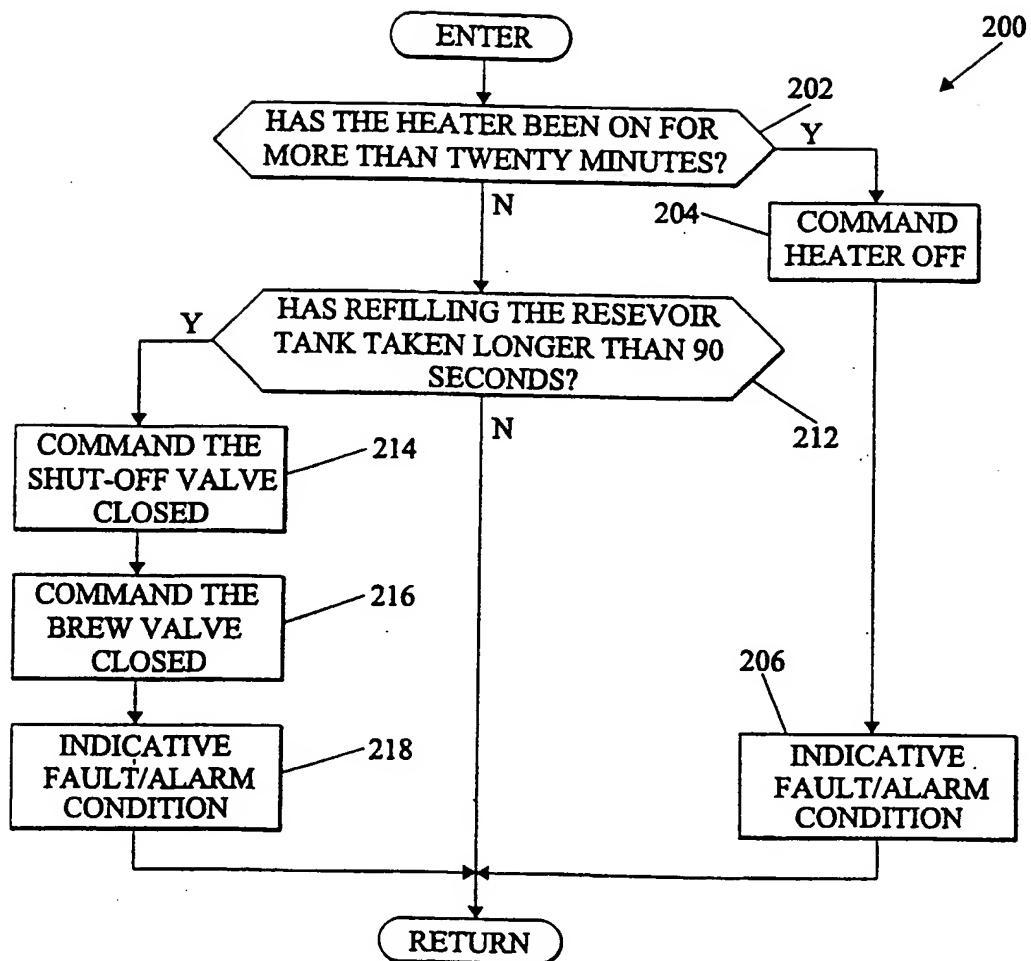 ENTER
200
202
HAS THE HEATER BEEN ON FOR
MORE THAN TWENTY MINUTES?
Y
N
204
COMMAND
HEATER OFF
HAS REFILLING THE RESEVOIR
TANK TAKEN LONGER THAN 90
SECONDS?
Y
N
212
COMMAND THE
SHUT-OFF VALVE
CLOSED
214
COMMAND THE
BREW VALVE
CLOSED
216
206
INDICATIVE
FAULT/ALARM
CONDITION
218
INDICATIVE
FAULT/ALARM
CONDITION
RETURN